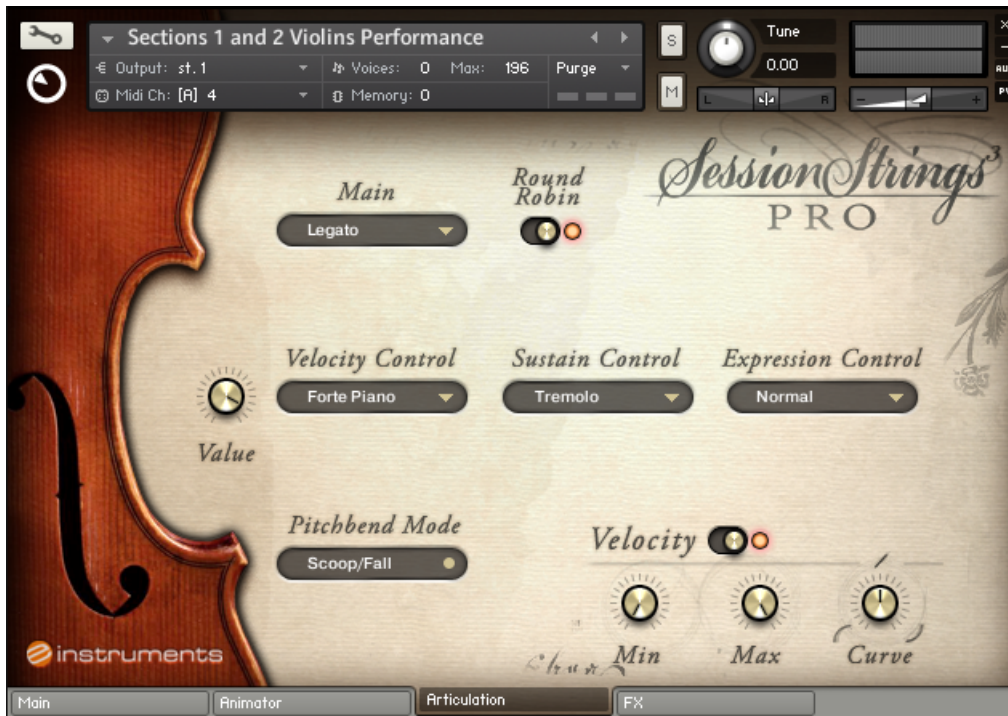 Sections 1 and 2 Violins Performance
S
Tune
Output: st.1
Voices: 0 Max: 196
Purge
0.00
Midi Ch: [A] 4
Memory: 0
M
L R
- +
Session Strings
PRO
Main
Round
Robin
Legato
Velocity Control
Sustain Control
Expression Control
Forte Piano
Tremolo
Normal
Value
Pitchbend Mode
Velocity
Scoop/Fall
Min
Max
Curve
e instruments
Main
Animator
Articulation
FX